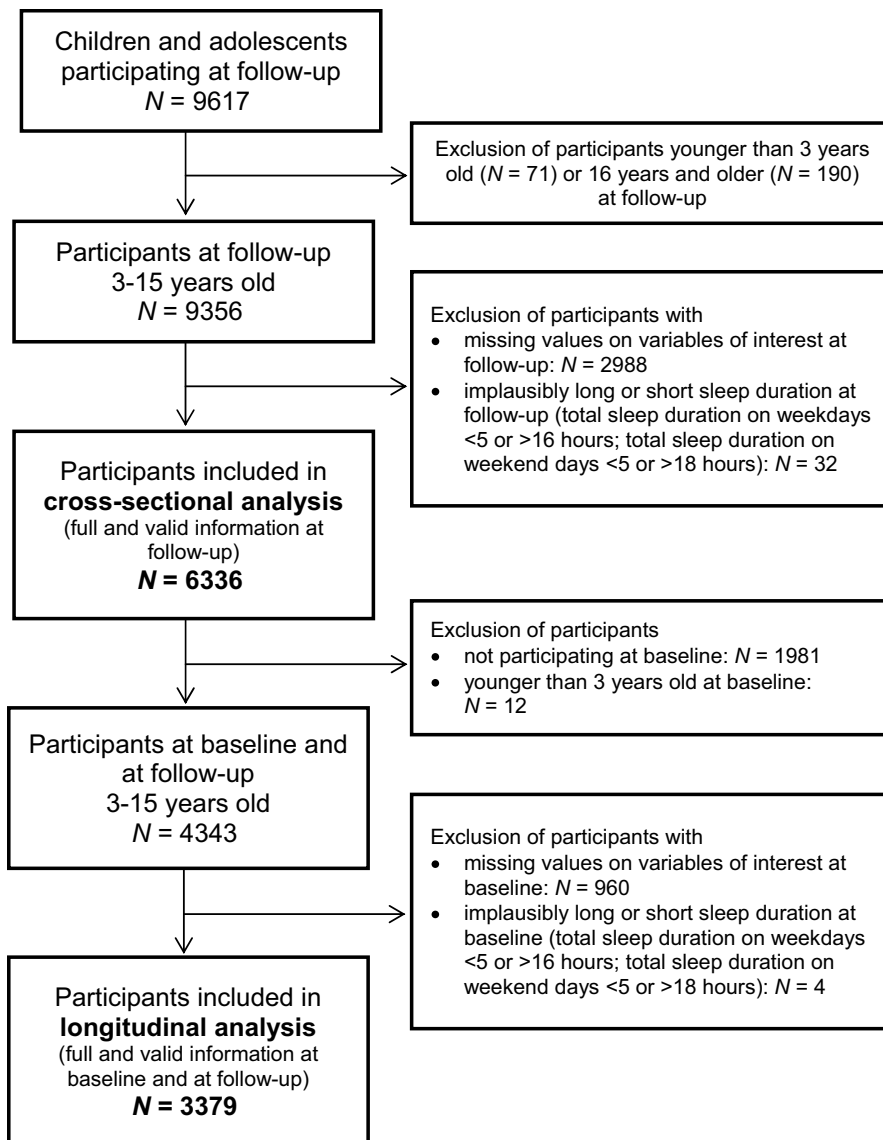 Children and adolescents
participating at follow-up
N = 9617
Exclusion of participants younger than 3 years
old (N = 71) or 16 years and older (N = 190)
at follow-up
Participants at follow-up
3-15 years old
N = 9356
Exclusion of participants with
• missing values on variables of interest at
follow-up: N = 2988
• implausibly long or short sleep duration at
follow-up (total sleep duration on weekdays
<5 or >16 hours; total sleep duration on
weekend days <5 or >18 hours): N = 32
Participants included in
cross-sectional analysis
(full and valid information at
follow-up)
N = 6336
Exclusion of participants
• not participating at baseline: N = 1981
• younger than 3 years old at baseline:
N = 12
Participants at baseline and
at follow-up
3-15 years old
N = 4343
Exclusion of participants with
• missing values on variables of interest at
baseline: N = 960
• implausibly long or short sleep duration at
baseline (total sleep duration on weekdays
<5 or >16 hours; total sleep duration on
weekend days <5 or >18 hours): N = 4
Participants included in
longitudinal analysis
(full and valid information at
baseline and at follow-up)
N = 3379